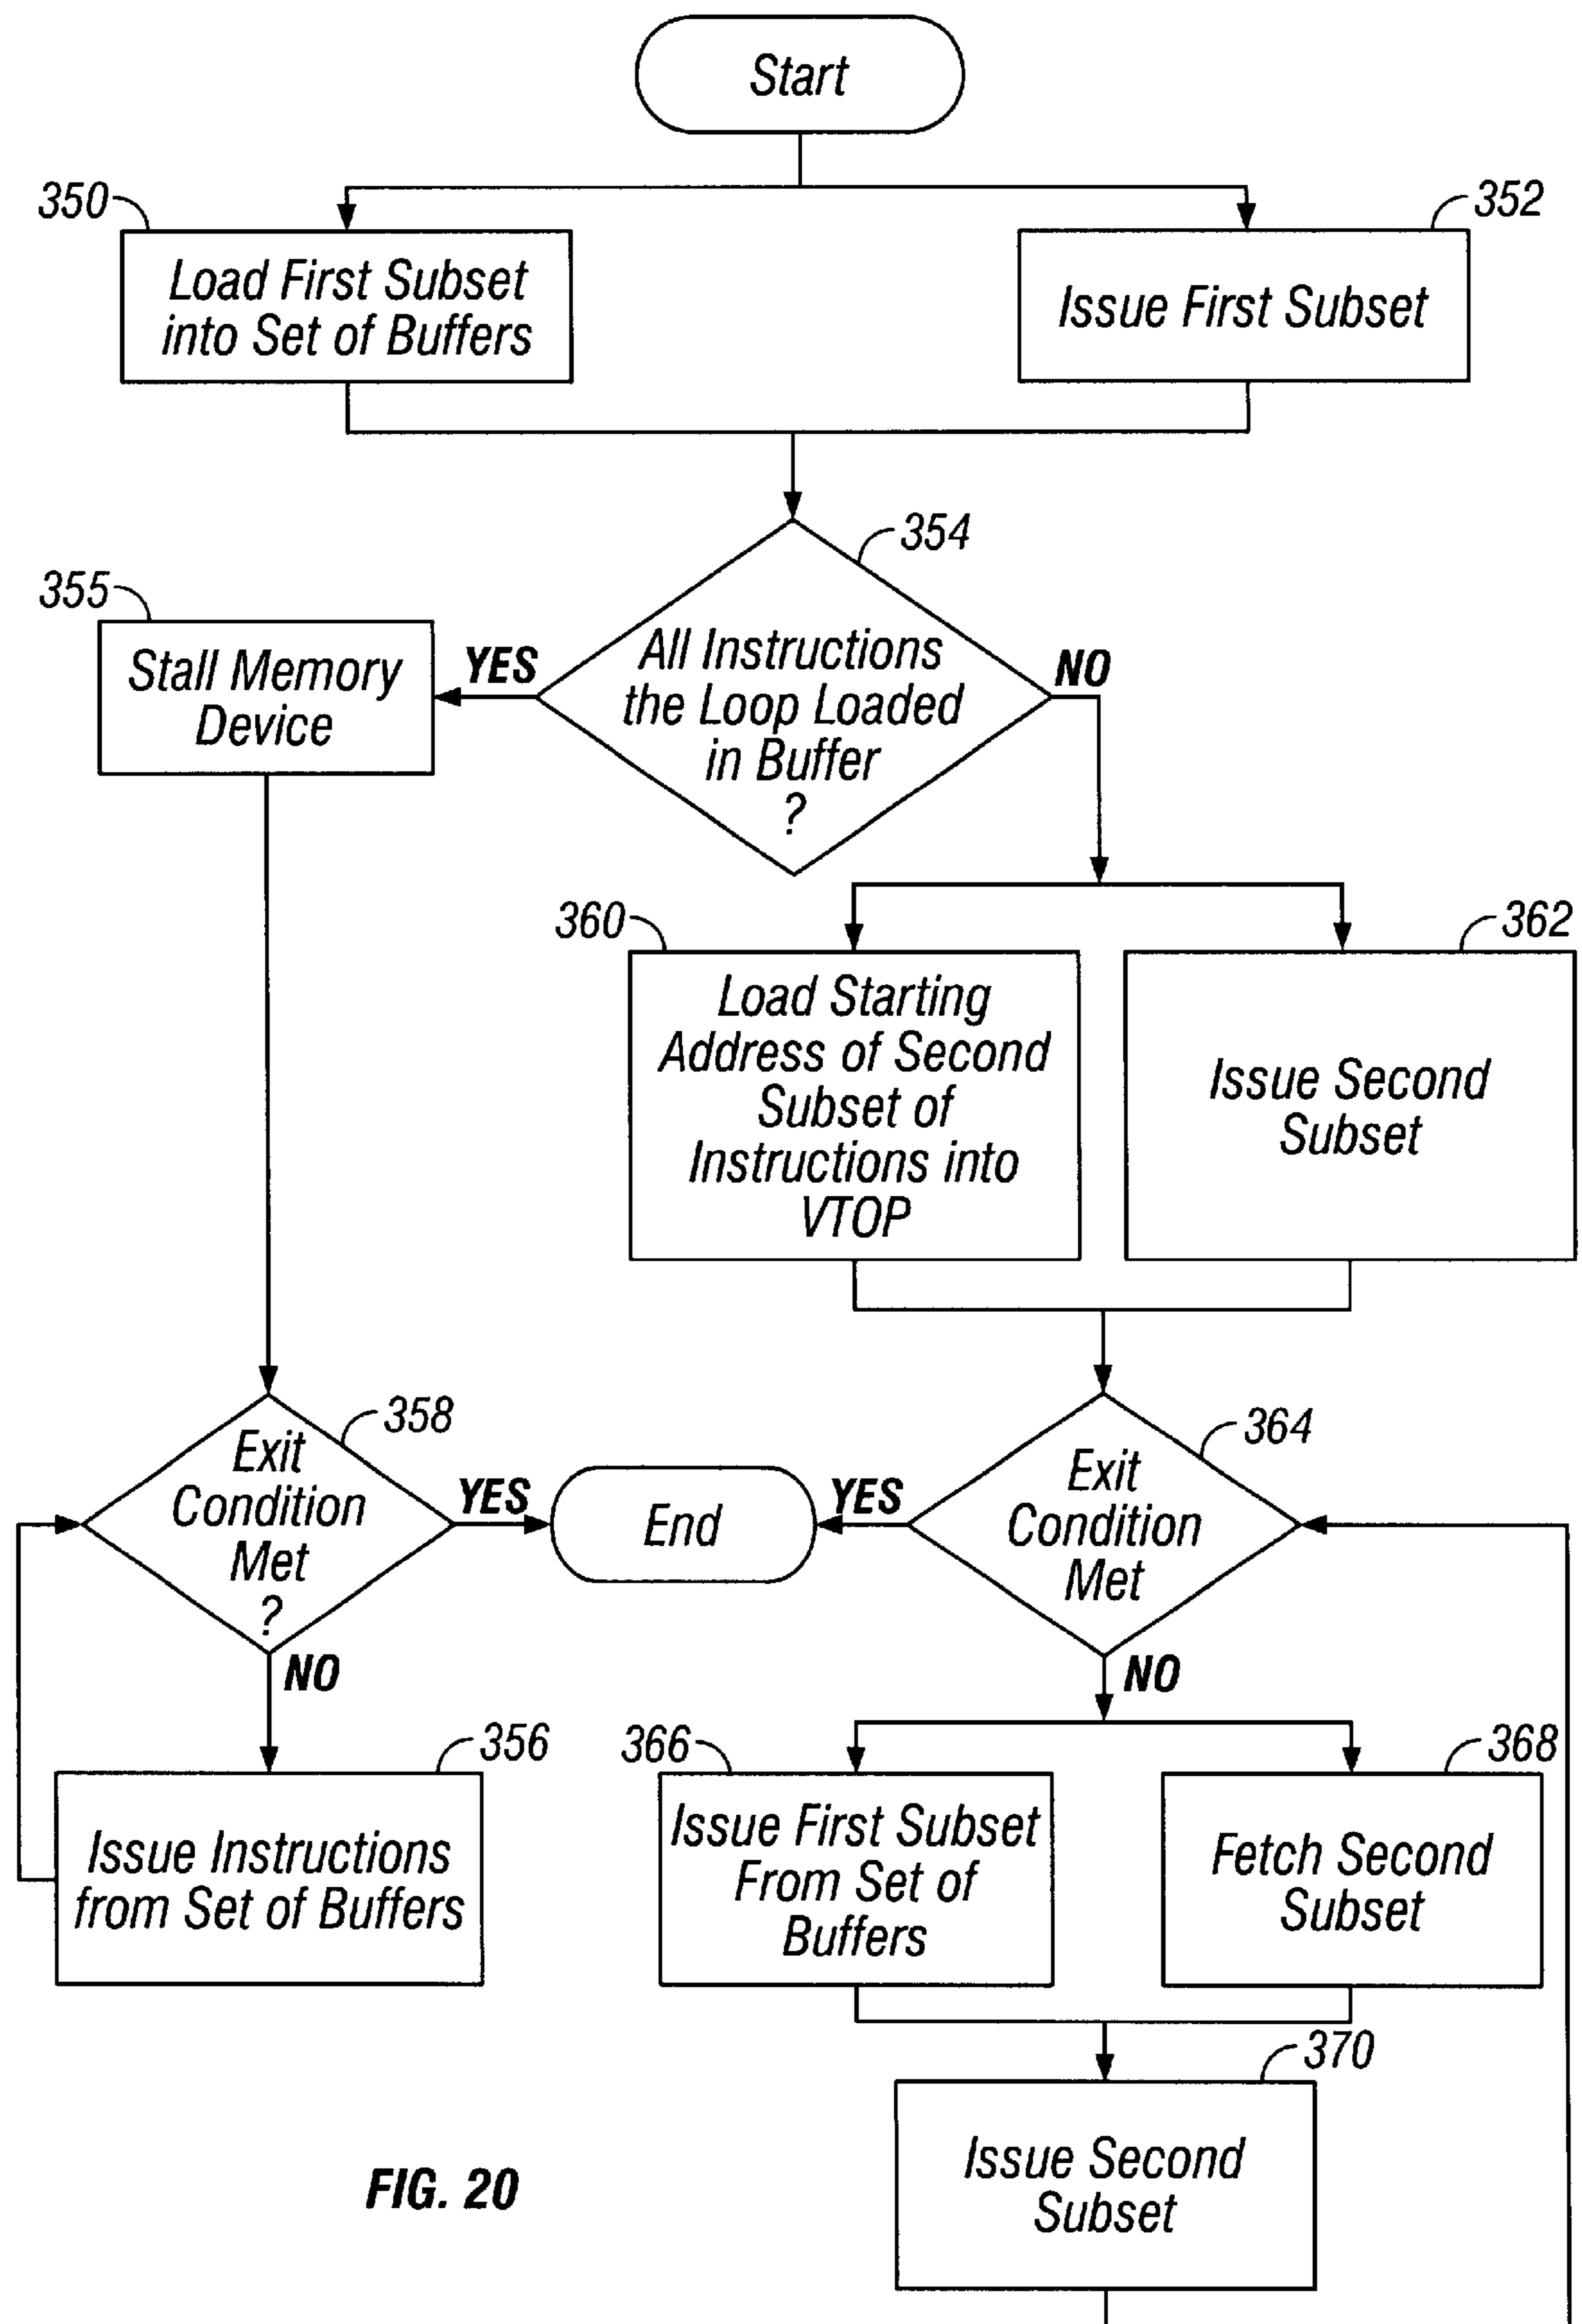 Start
350
Load First Subset
into Set of Buffers
352
Issue First Subset
354
All Instructions
the Loop Loaded
in Buffer
?
YES
NO
355
Stall Memory
Device
360
Load Starting
Address of Second
Subset of
Instructions into
VTOP
362
Issue Second
Subset
358
Exit
Condition
Met
?
YES
NO
End
364
Exit
Condition
Met
YES
NO
356
Issue Instructions
from Set of Buffers
366
Issue First Subset
From Set of
Buffers
368
Fetch Second
Subset
370
Issue Second
Subset
FIG. 20